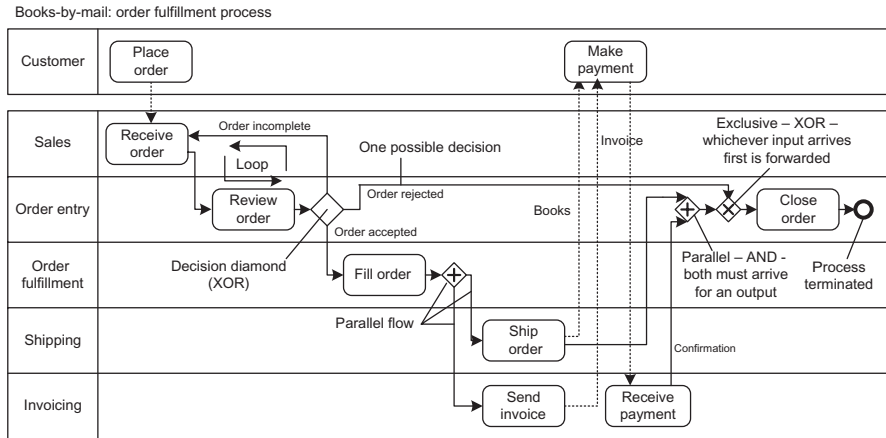 Books-by-mail: order fulfillment process
Customer
Place
order
Make
payment
Sales
Receive
order
Order incomplete
Loop
One possible decision
Invoice
Exclusive – XOR –
whichever input arrives
first is forwarded
Order entry
Review
order
Order rejected
Order accepted
Books
Close
order
Decision diamond
(XOR)
Parallel – AND -
both must arrive
for an output
Process
terminated
Order
fulfillment
Fill order
Parallel flow
Shipping
Ship
order
Confirmation
Invoicing
Send
invoice
Receive
payment